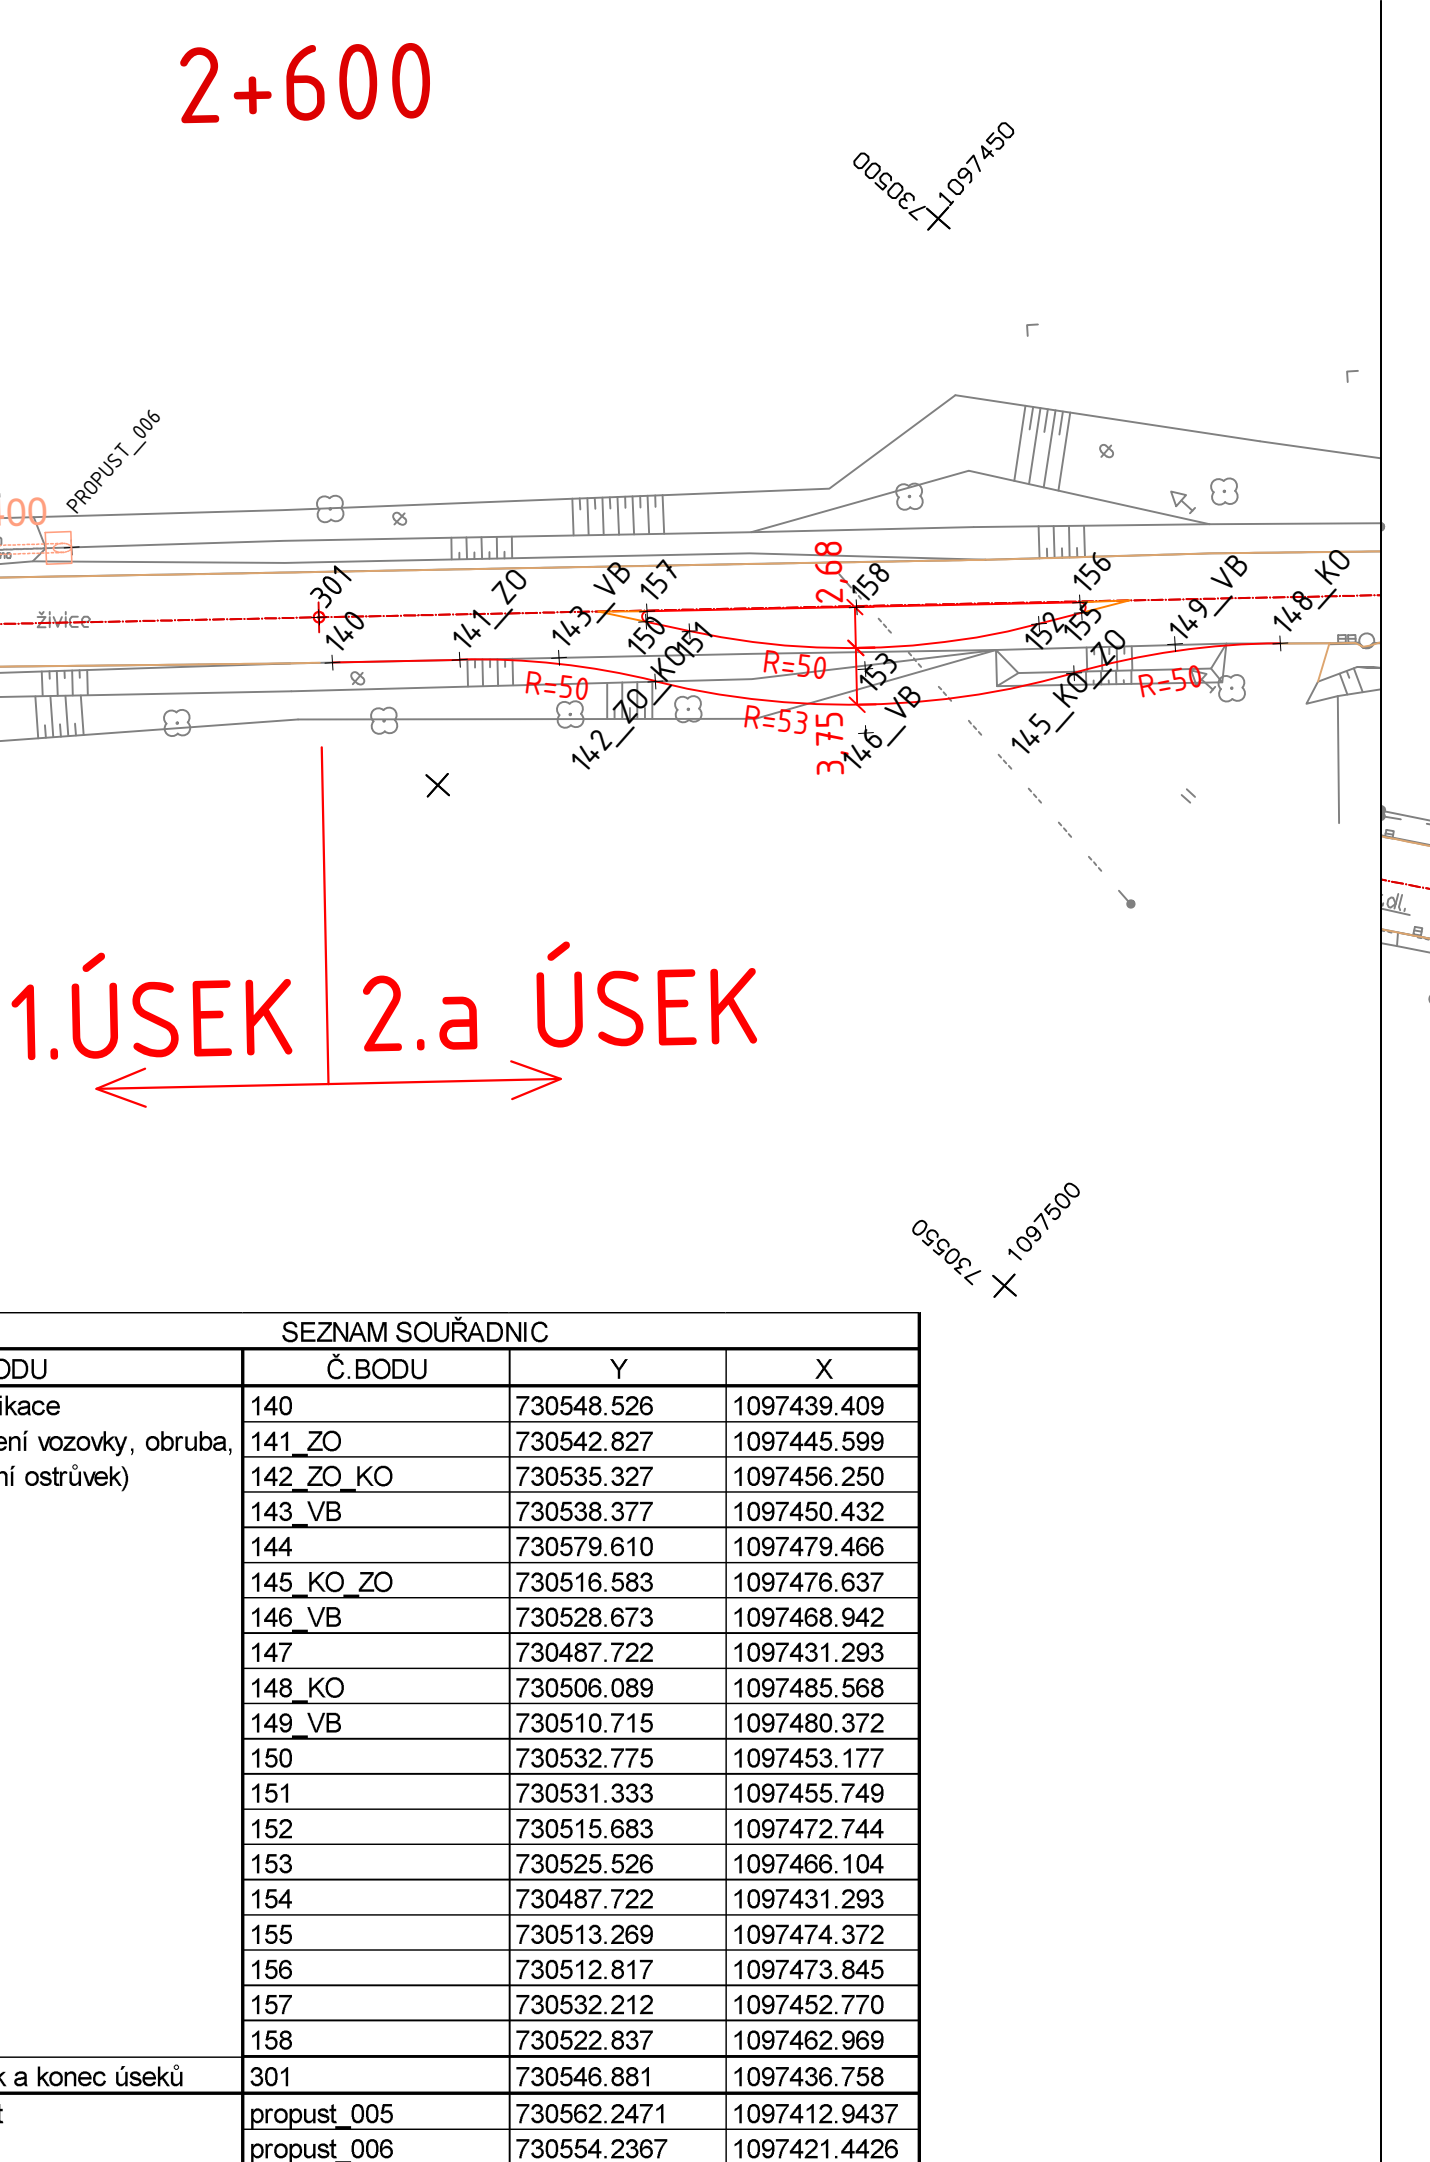 2+600
730500
1097450
PROPUST_006
00
živice
301
140
141_ZO
143_VB
157
150
151
142_ZO_KO
2,68
158
R=50
R=50
R=53
3,75
153
146_VB
152
155
156
145_KO_ZO
149_VB
148_KO
R=50
.dl.
1.ÚSEK
2.a ÚSEK
730550
1097500
SEZNAM SOUŘADNIC
ODU Č.BODU Y X
ikace 140 730548.526 1097439.409
ení vozovky, obruba, 141_ZO 730542.827 1097445.599
ní ostrůvek) 142_ZO_KO 730535.327 1097456.250
143_VB 730538.377 1097450.432
144 730579.610 1097479.466
145_KO_ZO 730516.583 1097476.637
146_VB 730528.673 1097468.942
147 730487.722 1097431.293
148_KO 730506.089 1097485.568
149_VB 730510.715 1097480.372
150 730532.775 1097453.177
151 730531.333 1097455.749
152 730515.683 1097472.744
153 730525.526 1097466.104
154 730487.722 1097431.293
155 730513.269 1097474.372
156 730512.817 1097473.845
157 730532.212 1097452.770
158 730522.837 1097462.969
k a konec úseků 301 730546.881 1097436.758
t propust_005 730562.2471 1097412.9437
propust_006 730554.2367 1097421.4426